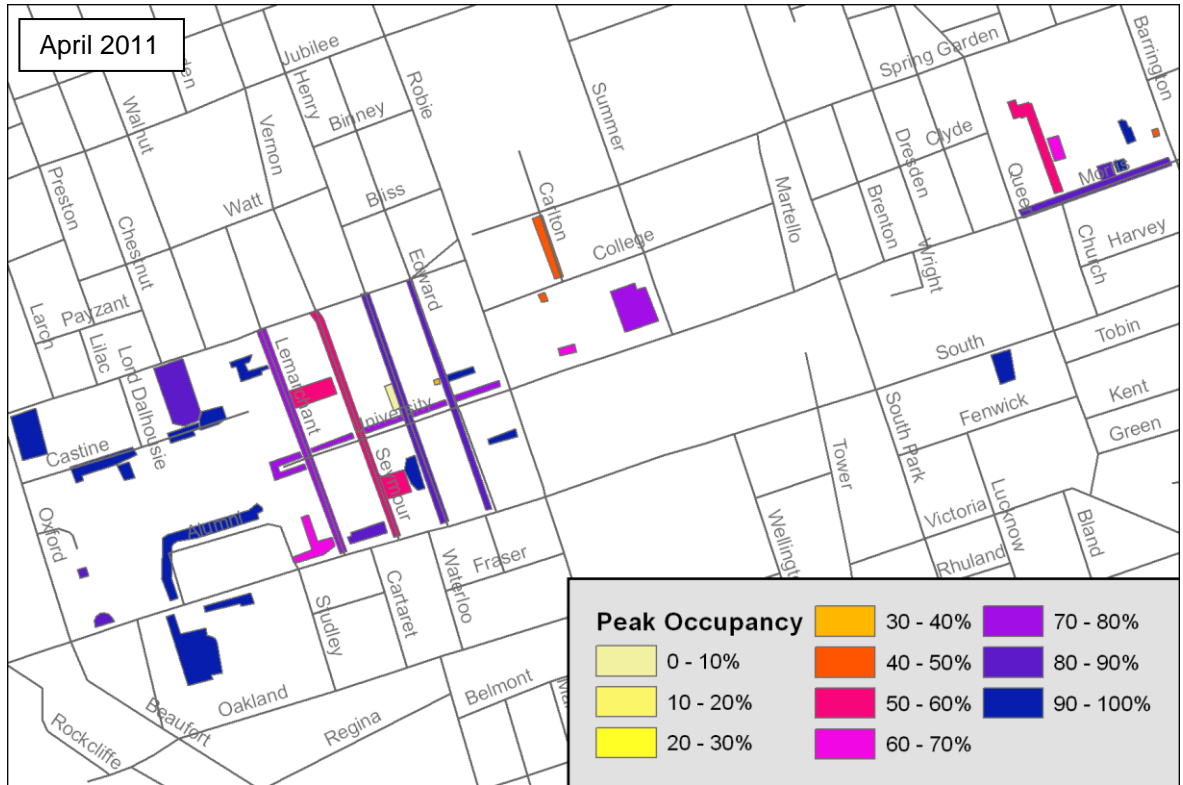 April 2011
Jubilee
Walnut
Henry
Binney
Robie
Vernon
Summer
Spring Garden
Barrington
Clyde
Dresden
Preston
Chestnut
Watt
Bliss
Carlton
College
Martello
Brenton
Queen
Morris
Wright
Church
Harvey
Edward
Payzant
Larch
Lilac
Lord Dalhousie
Lemarchant
University
Seymour
South
Tobin
Kent
Fenwick
Green
South Park
Castine
Oxford
Alumni
Tower
Wellington
Victoria
Lucknow
Bland
Rhuland
Fraser
Waterloo
Cartaret
Studley
Oakland
Belmont
Regina
Beaufort
Rockcliffe
Peak Occupancy
0 - 10%
10 - 20%
20 - 30%
30 - 40%
40 - 50%
50 - 60%
60 - 70%
70 - 80%
80 - 90%
90 - 100%